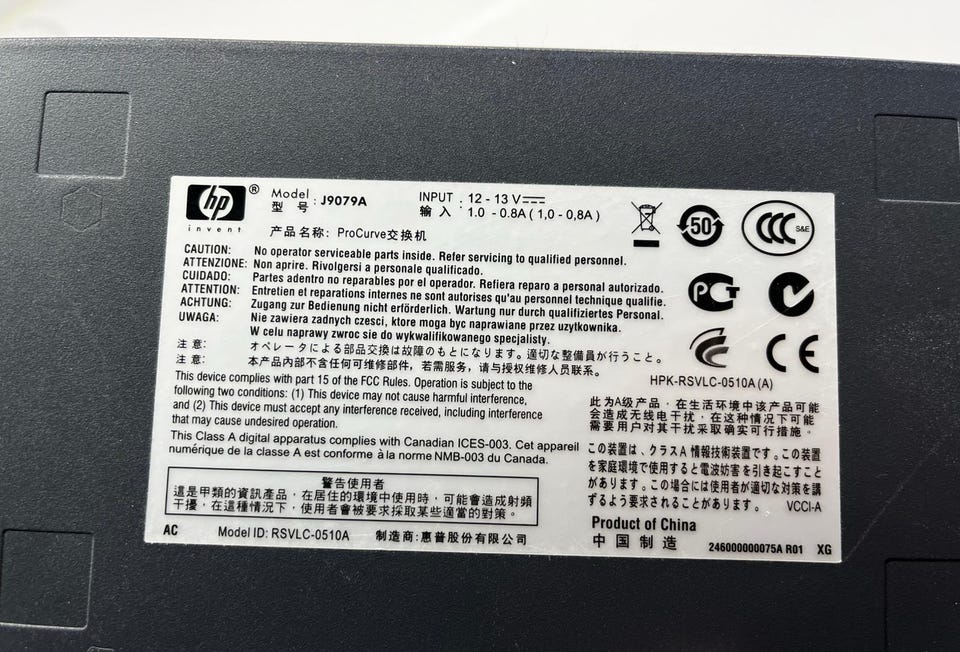 hp ®
invent
Model
型 号: J9079A
INPUT : 12 - 13 V
输 入 : 1.0 - 0.8A ( 1,0 - 0,8A )
产品名称: ProCurve交换机
50
CCC S&E
CAUTION: No operator serviceable parts inside. Refer servicing to qualified personnel.
ATTENZIONE: Non aprire. Rivolgersi a personale qualificado.
CUIDADO: Partes adentro no reparables por el operador. Refiera reparo a personal autorizado.
ATTENTION: Entretien et reparations internes ne sont autorises qu'au personnel technique qualifie.
ACHTUNG: Zugang zur Bedienung nicht erforderlich. Wartung nur durch qualifiziertes Personal.
UWAGA: Nie zawiera zadnych czesci, ktore moga byc naprawiane przez uzytkownika.
W celu naprawy zwroc sie do wykwalifikowanego specjalisty.
注 意: オペレータによる部品交換は故障のもとになります。適切な整備員が行うこと。
注 意: 本产品内部不含任何可维修部件, 若需服务, 请与授权维修人员联系。
PCT
CE
HPK-RSVLC-0510A (A)
This device complies with part 15 of the FCC Rules. Operation is subject to the
following two conditions: (1) This device may not cause harmful interference,
and (2) This device must accept any interference received, including interference
that may cause undesired operation.
This Class A digital apparatus complies with Canadian ICES-003. Cet appareil
numérique de la classe A est conforme à la norme NMB-003 du Canada.
此为A级产品，在生活环境中该产品可能
会造成无线电干扰，在这种情况下可能
需要用户对其干扰采取确实可行措施。
この装置は、クラスA 情報技術装置です。この装置
を家庭環境で使用すると電波妨害を引き起こすこと
があります。この場合には使用者が適切な対策を講
ずるよう要求されることがあります。 VCCI-A
警告使用者
這是甲類的資訊產品，在居住的環境中使用時，可能會造成射頻
干擾，在這種情況下，使用者會被要求採取某些適當的對策。
AC Model ID: RSVLC-0510A 制造商: 惠普股份有限公司
Product of China
中 国 制 造
246000000075A R01 XG